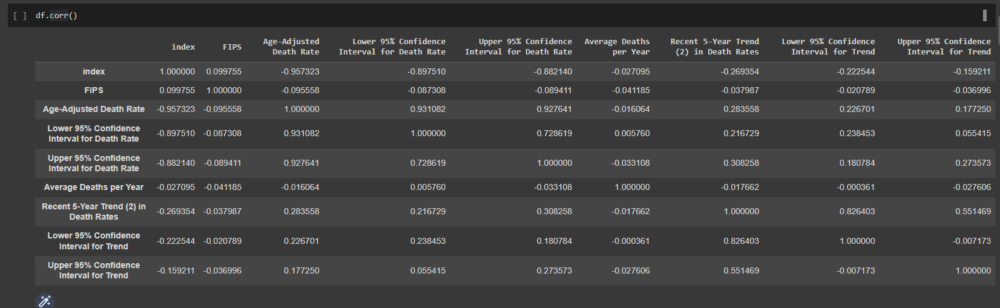 [ ] df.corr()
index FIPS Age-Adjusted Death Rate Lower 95% Confidence Interval for Death Rate Upper 95% Confidence Interval for Death Rate Average Deaths per Year Recent 5-Year Trend (2) in Death Rates Lower 95% Confidence Interval for Trend Upper 95% Confidence Interval for Trend
index 1.000000 0.099755 -0.957323 -0.897510 -0.882140 -0.027095 -0.269354 -0.222544 -0.159211
FIPS 0.099755 1.000000 -0.095558 -0.087308 -0.089411 -0.041185 -0.037987 -0.020789 -0.036996
Age-Adjusted Death Rate -0.957323 -0.095558 1.000000 0.931082 0.927641 -0.016064 0.283558 0.226701 0.177250
Lower 95% Confidence Interval for Death Rate -0.897510 -0.087308 0.931082 1.000000 0.728619 0.005760 0.216729 0.238453 0.055415
Upper 95% Confidence Interval for Death Rate -0.882140 -0.089411 0.927641 0.728619 1.000000 -0.033108 0.308258 0.180784 0.273573
Average Deaths per Year -0.027095 -0.041185 -0.016064 0.005760 -0.033108 1.000000 -0.017662 -0.000361 -0.027606
Recent 5-Year Trend (2) in Death Rates -0.269354 -0.037987 0.283558 0.216729 0.308258 -0.017662 1.000000 0.826403 0.551469
Lower 95% Confidence Interval for Trend -0.222544 -0.020789 0.226701 0.238453 0.180784 -0.000361 0.826403 1.000000 -0.007173
Upper 95% Confidence Interval for Trend -0.159211 -0.036996 0.177250 0.055415 0.273573 -0.027606 0.551469 -0.007173 1.000000